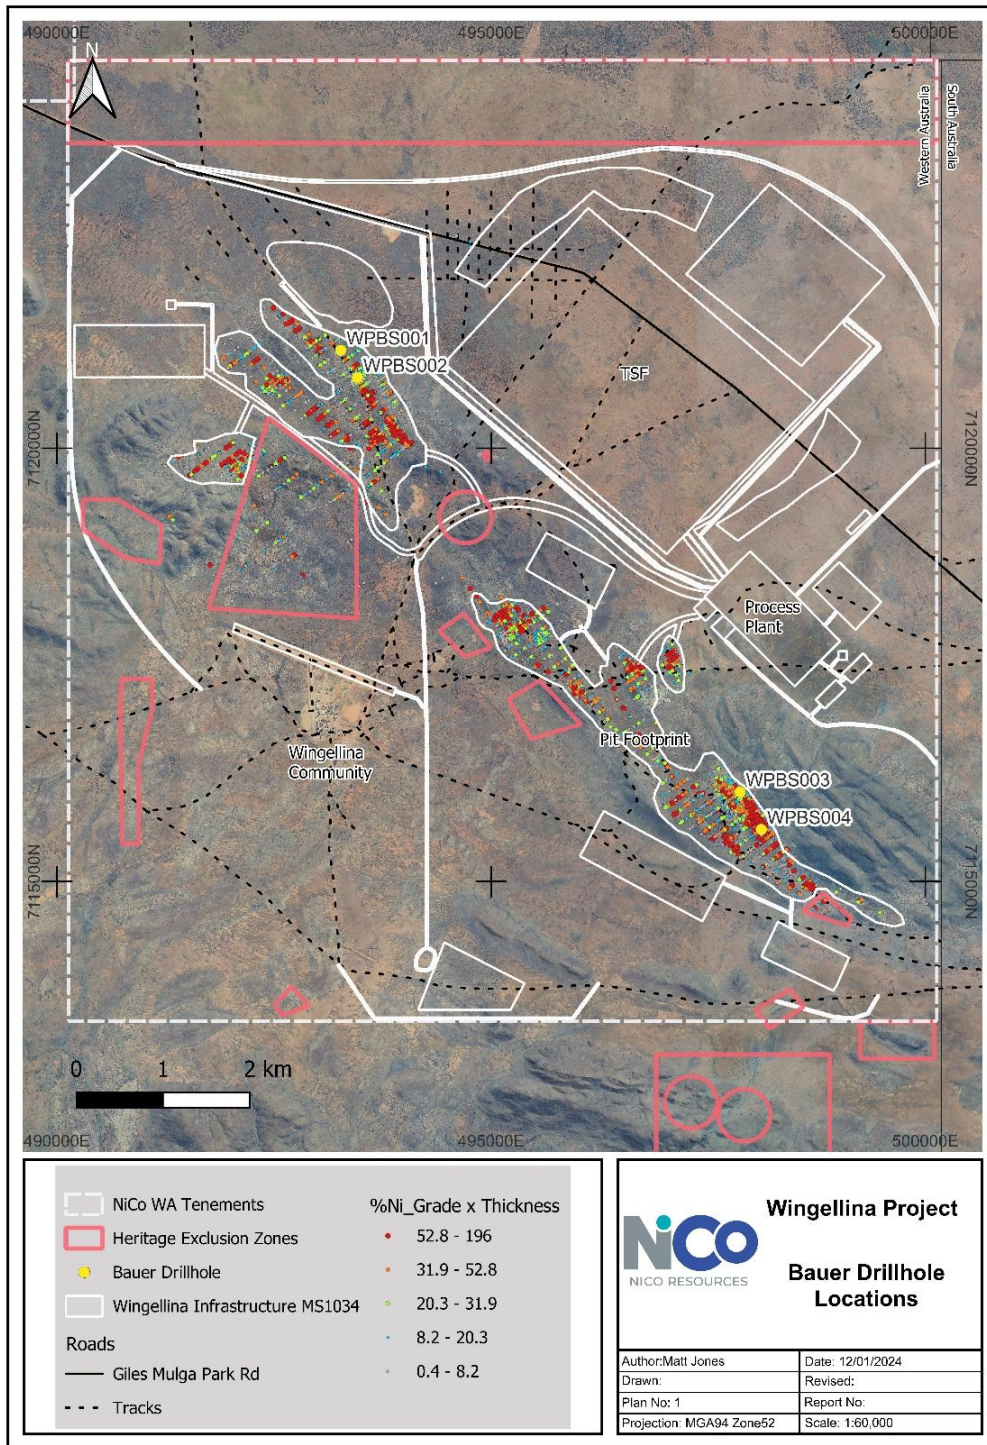 490000E
495000E
500000E
N
Western Australia
South Australia
WPBS001
WPBS002
TSF
7120000N
7120000N
Process
Plant
Pit Footprint
Wingellina
Community
WPBS003
WPBS004
7115000N
7115000N
0 1 2 km
490000E
495000E
500000E
NiCo WA Tenements
Heritage Exclusion Zones
Bauer Drillhole
Wingellina Infrastructure MS1034
Roads
Giles Mulga Park Rd
Tracks
%Ni_Grade x Thickness
52.8 - 196
31.9 - 52.8
20.3 - 31.9
8.2 - 20.3
0.4 - 8.2
NiCo
NICO RESOURCES
Wingellina Project
Bauer Drillhole
Locations
Author:Matt Jones
Date: 12/01/2024
Drawn:
Revised:
Plan No: 1
Report No:
Projection: MGA94 Zone52
Scale: 1:60,000